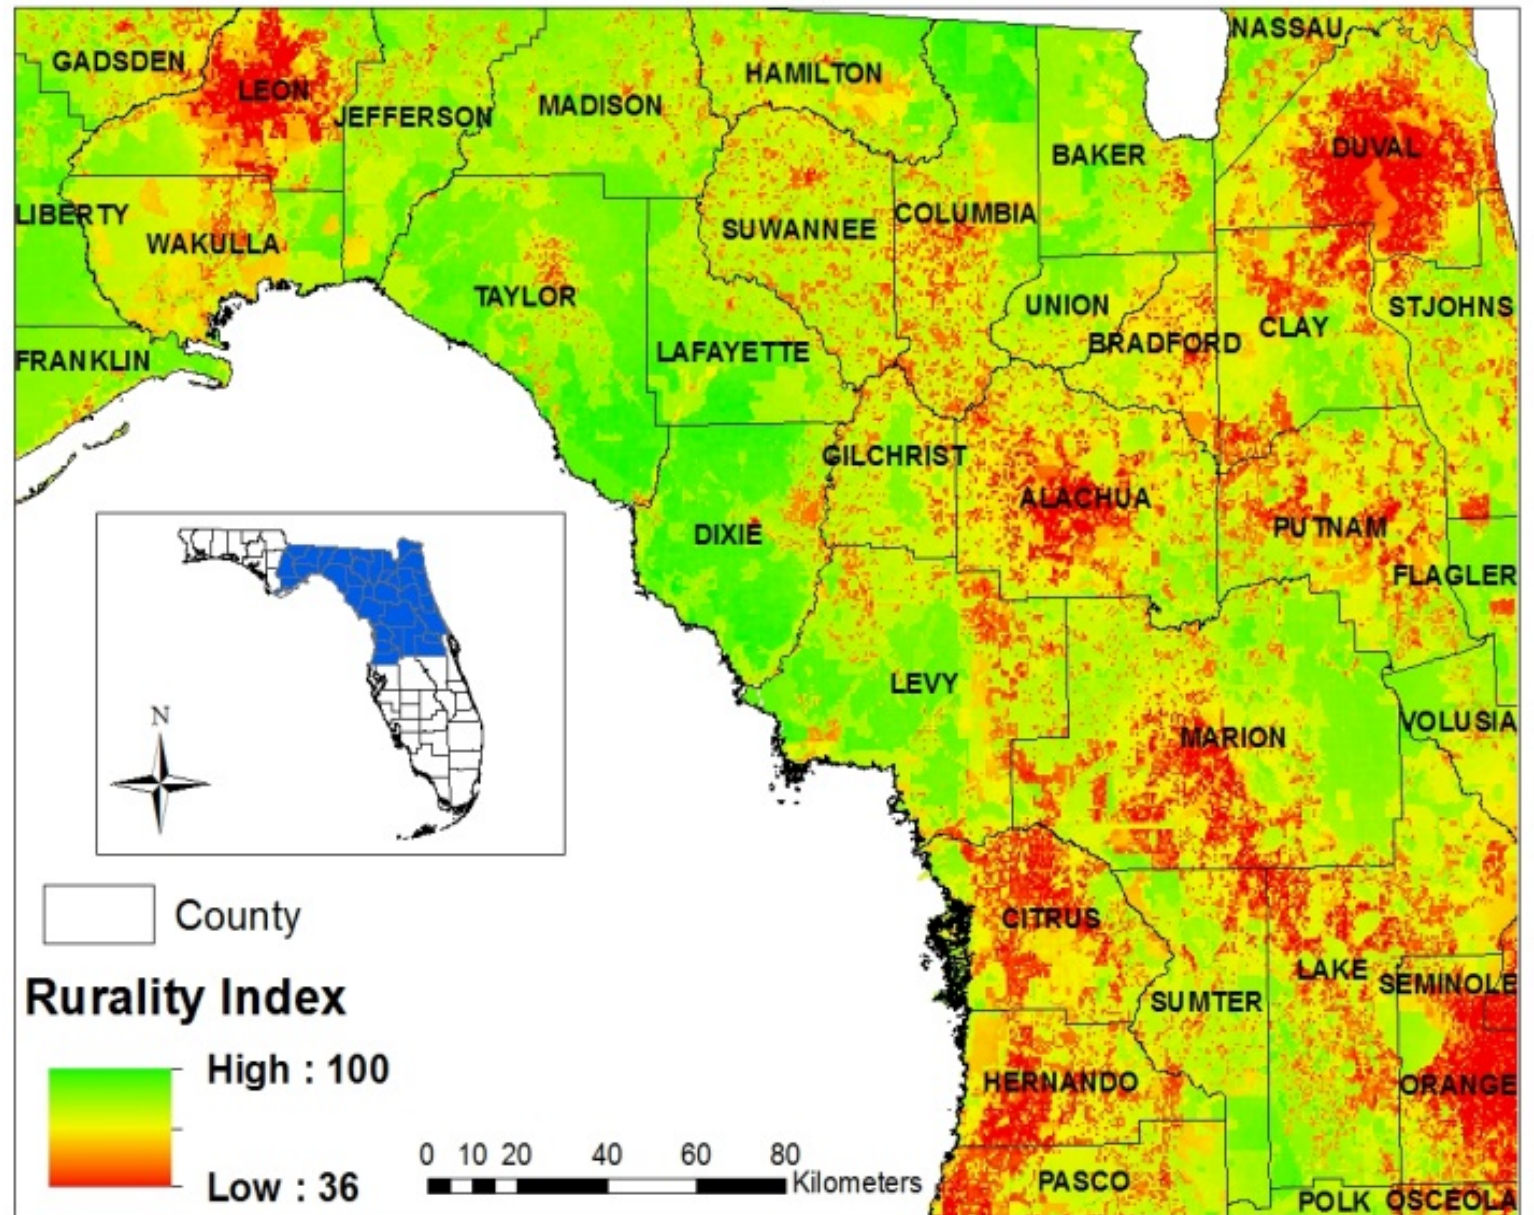 NASSAU
GADSDEN
LEON
HAMILTON
JEFFERSON
MADISON
DUVAL
BAKER
LIBERTY
WAKULLA
SUWANNEE
COLUMBIA
TAYLOR
UNION
STJOHNS
FRANKLIN
LAFAYETTE
BRADFORD
CLAY
GILCHRIST
ALACHUA
DIXIE
PUTNAM
FLAGLER
LEVY
MARION
VOLUSIA
N
CITRUS
County
LAKE
SEMINOLE
SUMTER
Rurality Index
High : 100
HERNANDO
ORANGE
Low : 36
0 10 20 40 60 80
Kilometers
PASCO
POLK
OSCEOLA